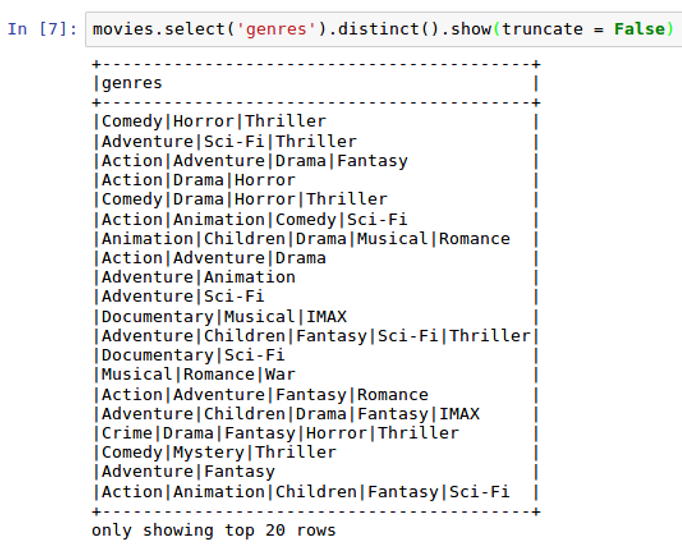 In [7]: movies.select('genres').distinct().show(truncate = False)
+------------------------------------------+
|genres                                    |
+------------------------------------------+
|Comedy|Horror|Thriller                    |
|Adventure|Sci-Fi|Thriller                 |
|Action|Adventure|Drama|Fantasy            |
|Action|Drama|Horror                       |
|Comedy|Drama|Horror|Thriller              |
|Action|Animation|Comedy|Sci-Fi            |
|Animation|Children|Drama|Musical|Romance  |
|Action|Adventure|Drama                    |
|Adventure|Animation                       |
|Adventure|Sci-Fi                          |
|Documentary|Musical|IMAX                  |
|Adventure|Children|Fantasy|Sci-Fi|Thriller|
|Documentary|Sci-Fi                        |
|Musical|Romance|War                       |
|Action|Adventure|Fantasy|Romance          |
|Adventure|Children|Drama|Fantasy|IMAX     |
|Crime|Drama|Fantasy|Horror|Thriller       |
|Comedy|Mystery|Thriller                   |
|Adventure|Fantasy                         |
|Action|Animation|Children|Fantasy|Sci-Fi  |
+------------------------------------------+
only showing top 20 rows